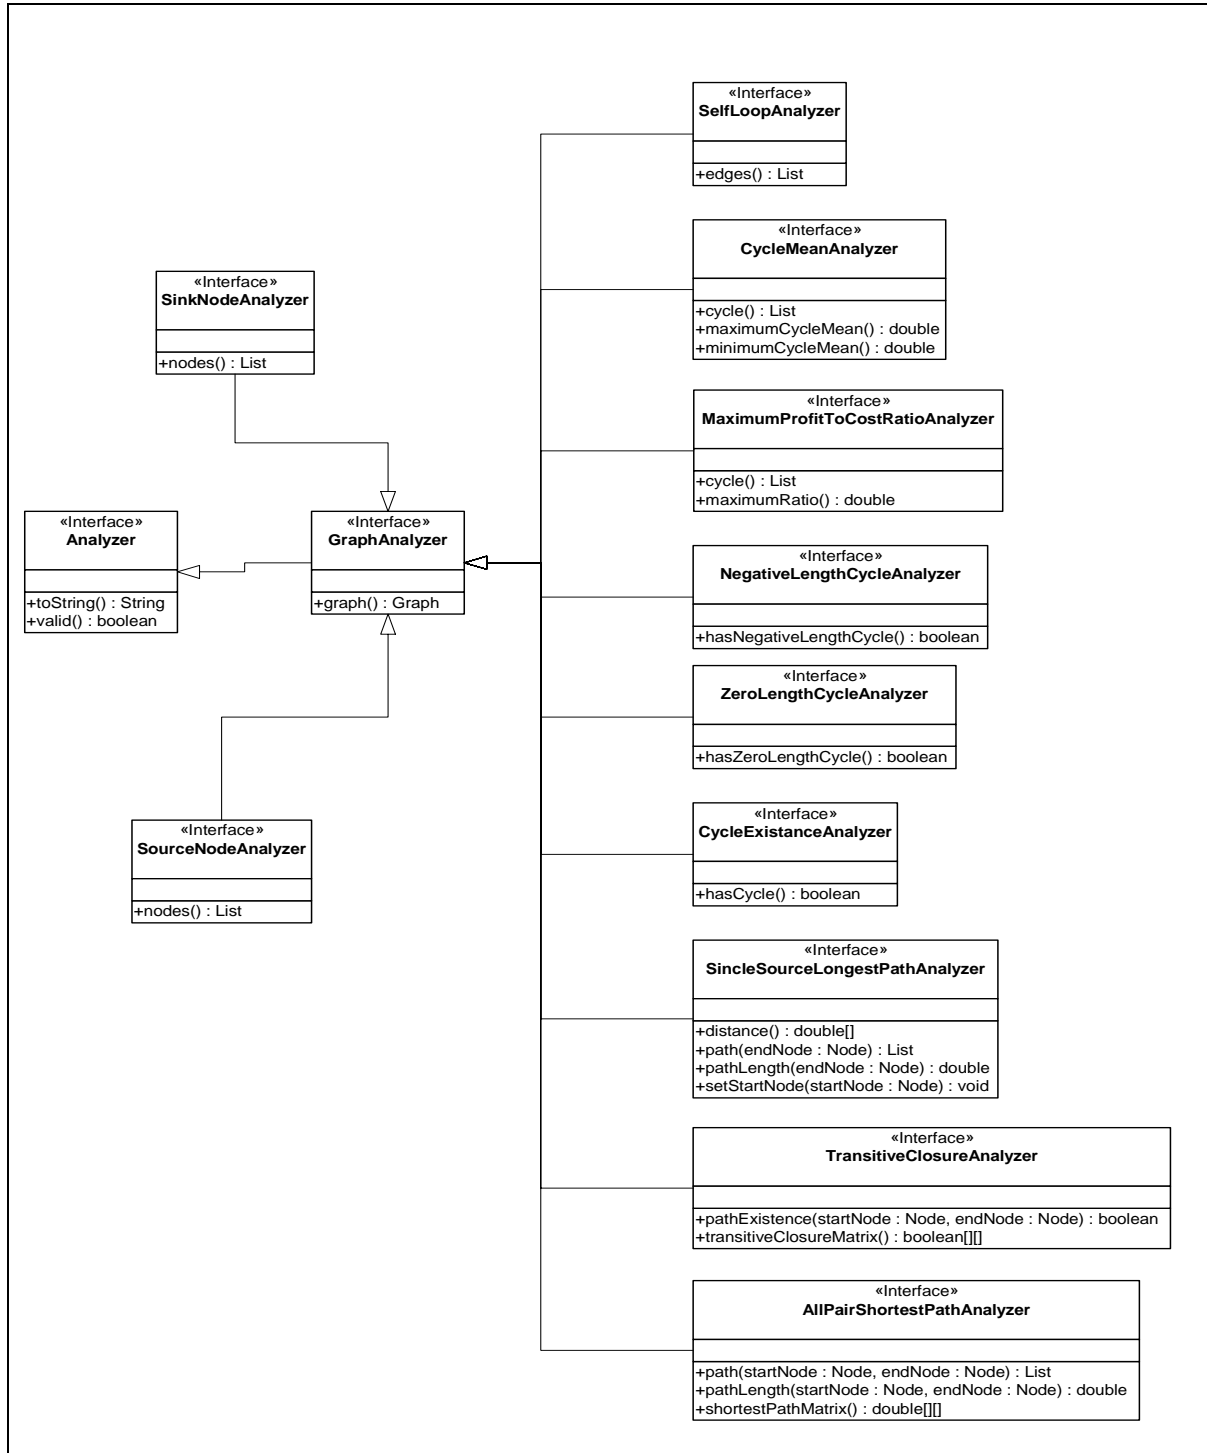 «Interface»
SelfLoopAnalyzer
+edges() : List
«Interface»
CycleMeanAnalyzer
+cycle() : List
+maximumCycleMean() : double
+minimumCycleMean() : double
«Interface»
SinkNodeAnalyzer
+nodes() : List
«Interface»
MaximumProfitToCostRatioAnalyzer
+cycle() : List
+maximumRatio() : double
«Interface»
Analyzer
+toString() : String
+valid() : boolean
«Interface»
GraphAnalyzer
+graph() : Graph
«Interface»
NegativeLengthCycleAnalyzer
+hasNegativeLengthCycle() : boolean
«Interface»
ZeroLengthCycleAnalyzer
+hasZeroLengthCycle() : boolean
«Interface»
SourceNodeAnalyzer
+nodes() : List
«Interface»
CycleExistanceAnalyzer
+hasCycle() : boolean
«Interface»
SincleSourceLongestPathAnalyzer
+distance() : double[]
+path(endNode : Node) : List
+pathLength(endNode : Node) : double
+setStartNode(startNode : Node) : void
«Interface»
TransitiveClosureAnalyzer
+pathExistence(startNode : Node, endNode : Node) : boolean
+transitiveClosureMatrix() : boolean[][]
«Interface»
AllPairShortestPathAnalyzer
+path(startNode : Node, endNode : Node) : List
+pathLength(startNode : Node, endNode : Node) : double
+shortestPathMatrix() : double[][]